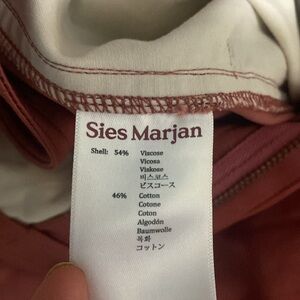 Sies Marjan
Shell: 54% Viscose
Vicosa
Viskose
비스코스
ビスコース
46% Cotton
Cotone
Coton
Algodón
Baumwolle
목화
コットン